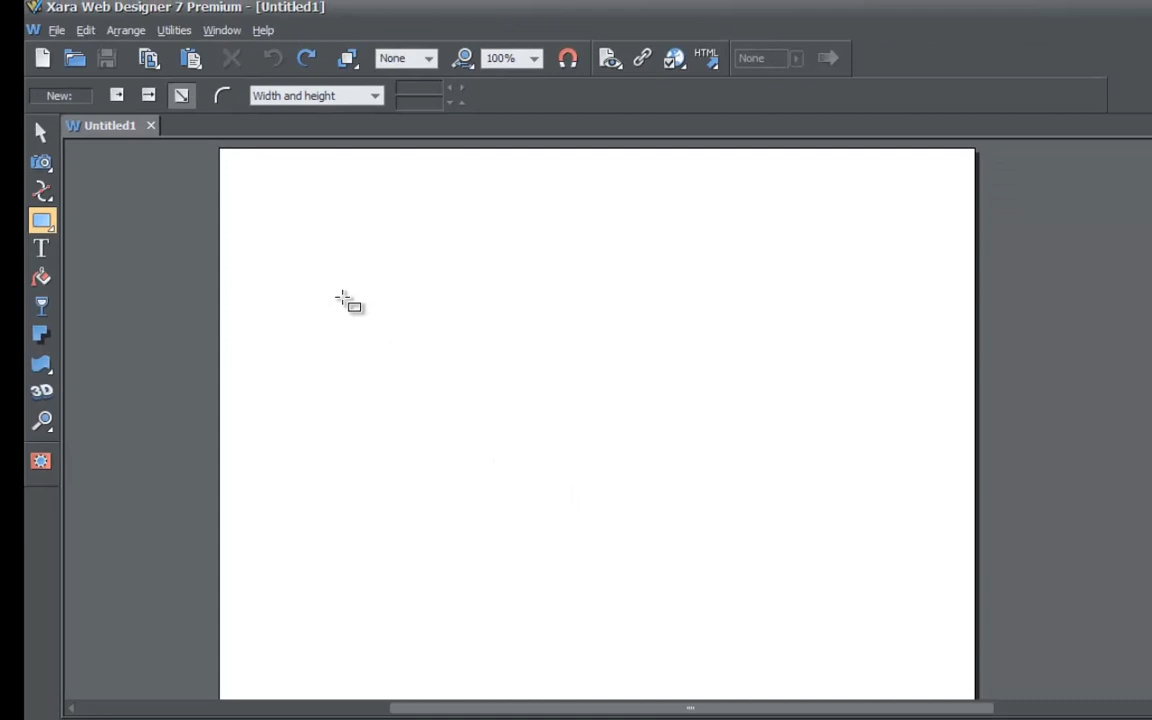 Xara Web Designer 7 Premium - [Untitled1]
W File Edit Arrange Utilities Window Help
None 100% HTML None
New: Width and height
W Untitled1
T
3D